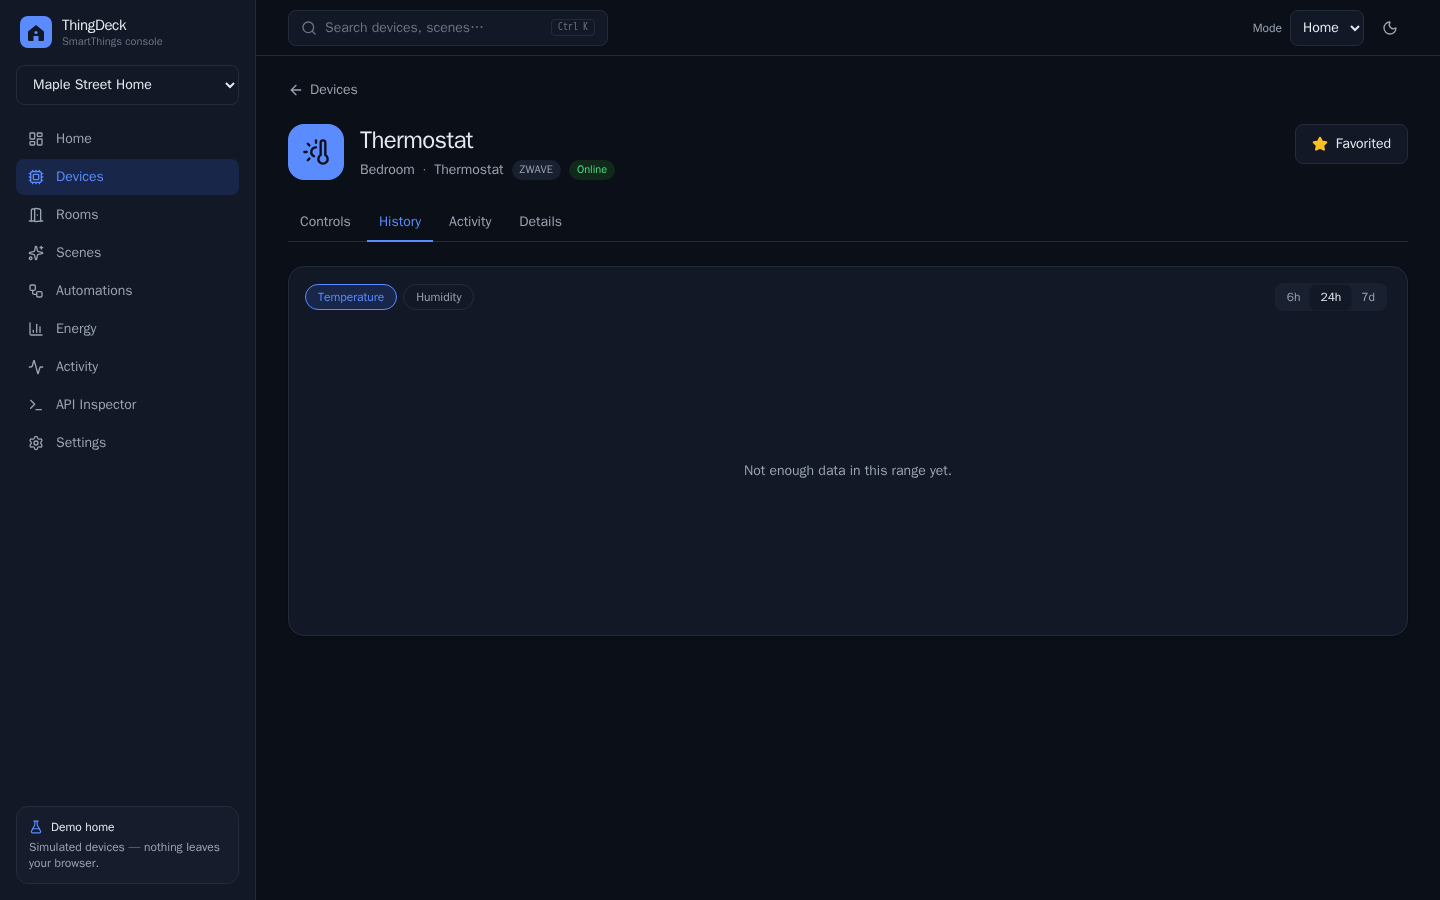 ThingDeck
SmartThings console
Maple Street Home
Home
Devices
Rooms
Scenes
Automations
Energy
Activity
API Inspector
Settings
Demo home
Simulated devices — nothing leaves
your browser.
Search devices, scenes···
Ctrl K
Mode
Home
Devices
Thermostat
Bedroom · Thermostat ZWAVE Online
Favorited
Controls History Activity Details
Temperature Humidity
6h 24h 7d
Not enough data in this range yet.